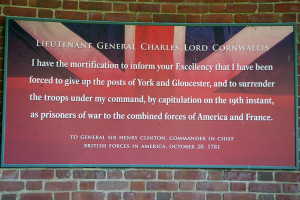 Lieutenant General Charles Lord Cornwallis
I have the mortification to inform your Excellency that I have been
forced to give up the posts of York and Gloucester, and to surrender
the troops under my command, by capitulation on the 19th instant,
as prisoners of war to the combined forces of America and France.
TO GENERAL SIR HENRY CLINTON, COMMANDER IN CHIEF
BRITISH FORCES IN AMERICA, OCTOBER 20, 1781